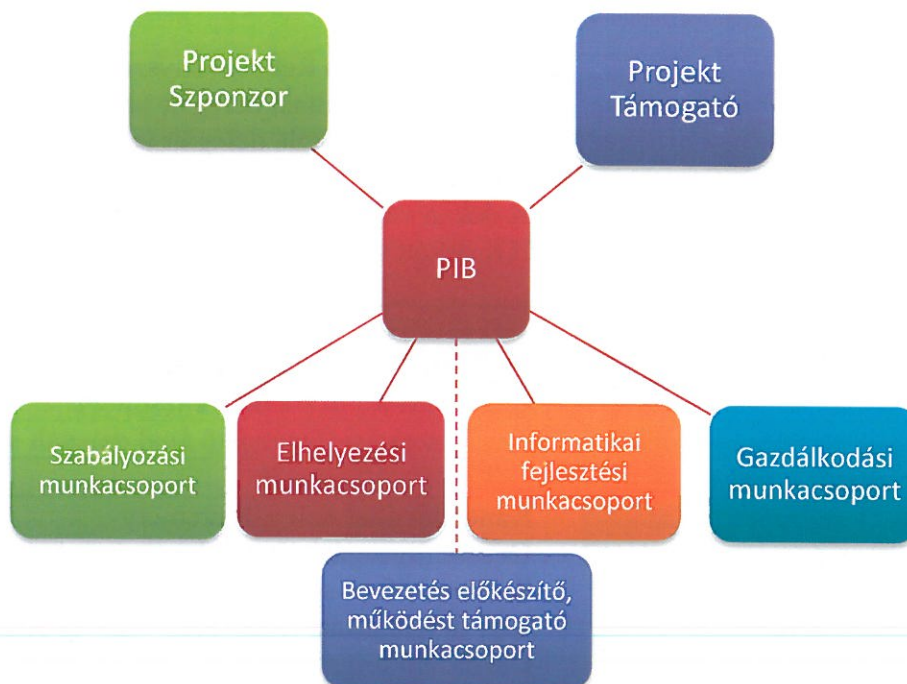 Projekt
Szponzor
Projekt
Támogató
PIB
Szabályozási
munkacsoport
Elhelyezési
munkacsoport
Informatikai
fejlesztési
munkacsoport
Gazdálkodási
munkacsoport
Bevezetés előkészítő,
működést támogató
munkacsoport